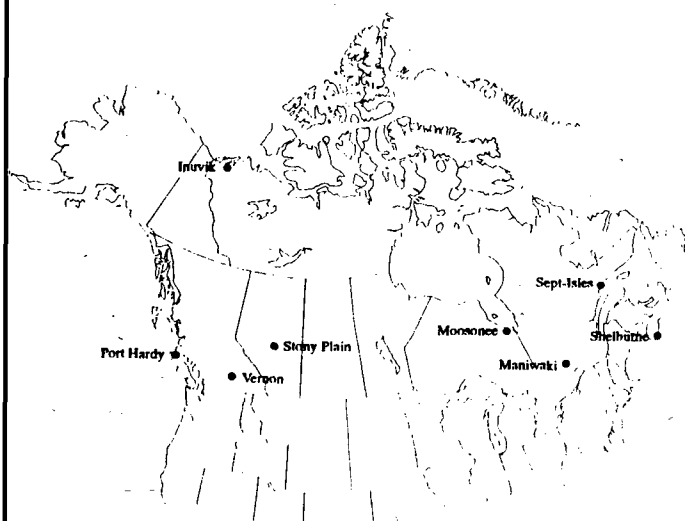 Inuvik
Sept-Isles
Moosonee
Shelburne
Port Hardy
Stony Plain
Maniwaki
Vernon